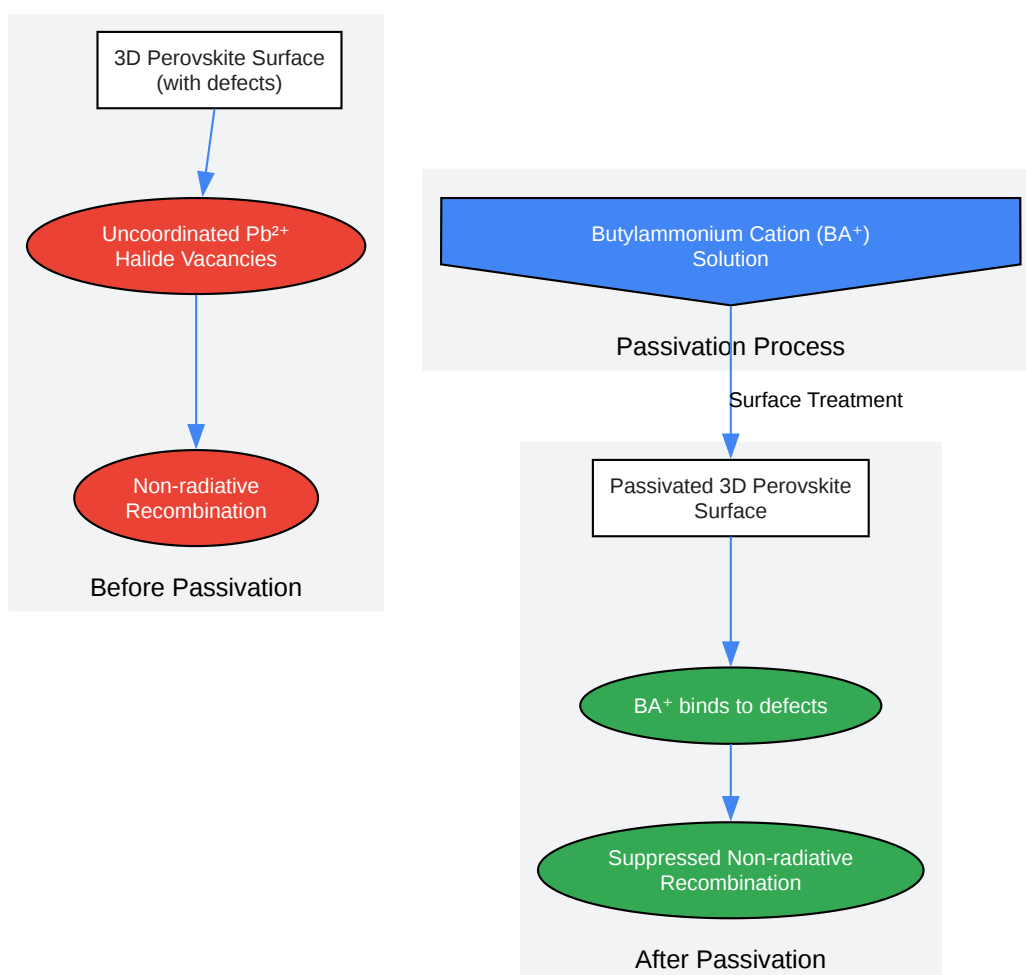 3D Perovskite Surface
(with defects)
Uncoordinated Pb²⁺
Halide Vacancies
Non-radiative
Recombination
Before Passivation
Butylammonium Cation (BA⁺)
Solution
Passivation Process
Surface Treatment
Passivated 3D Perovskite
Surface
BA⁺ binds to defects
Suppressed Non-radiative
Recombination
After Passivation